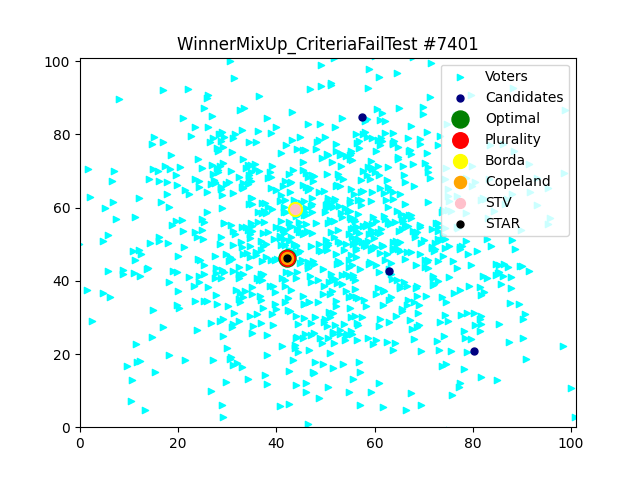 WinnerMixUp_CriteriaFailTest #7401
100
80
60
40
20
0
0
20
40
60
80
100
Voters
Candidates
Optimal
Plurality
Borda
Copeland
STV
STAR